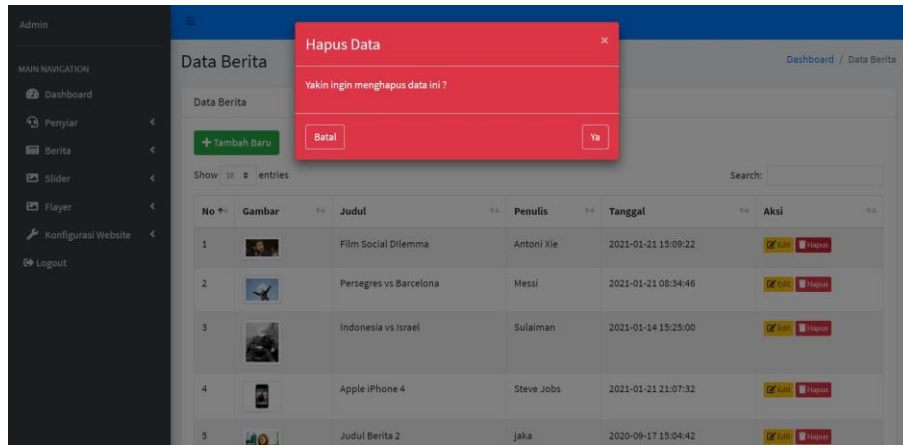 Admin
MAIN NAVIGATION
Dashboard
Penyiar
Berita
Slider
Flayer
Konfigurasi Website
Logout
Hapus Data ×
Yakin ingin menghapus data ini ?
Batal Ya
Data Berita
Dashboard / Data Berita
Data Berita
Tambah Baru
Show 10 entries
Search:
No Gambar Judul Penulis Tanggal Aksi
1 Film Social Dilemma Antoni Xie 2021-01-21 15:09:22 Edit Hapus
2 Persegres vs Barcelona Messi 2021-01-21 08:34:46 Edit Hapus
3 Indonesia vs Israel Sulaiman 2021-01-14 15:25:00 Edit Hapus
4 Apple iPhone 4 Steve Jobs 2021-01-21 21:07:32 Edit Hapus
5 Judul Berita 2 jaka 2020-09-17 15:04:42 Edit Hapus